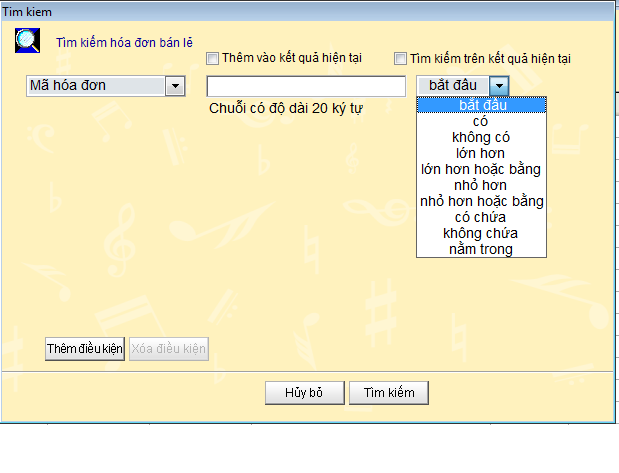 Tim kiem
Tìm kiếm hóa đơn bán lẻ
Thêm vào kết quả hiện tại
Tìm kiếm trên kết quả hiện tại
Mã hóa đơn
bắt đầu
Chuỗi có độ dài 20 ký tự
bắt đầu
có
không có
lớn hơn
lớn hơn hoặc bằng
nhỏ hơn
nhỏ hơn hoặc bằng
có chứa
không chứa
nằm trong
Thêm điều kiện
Xóa điều kiện
Hủy bỏ
Tìm kiếm